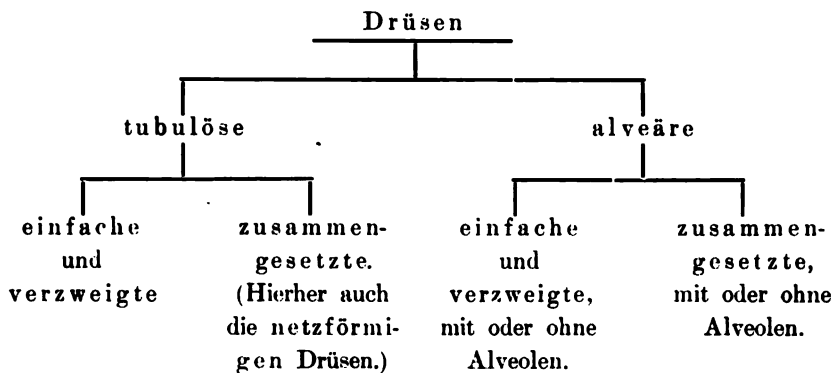 Drüsen
tubulöse
alveäre
einfache
und
verzweigte
zusammen-
gesetzte.
(Hierher auch
die netzförmi-
gen Drüsen.)
einfache
und
verzweigte,
mit oder ohne
Alveolen.
zusammen-
gesetzte,
mit oder ohne
Alveolen.